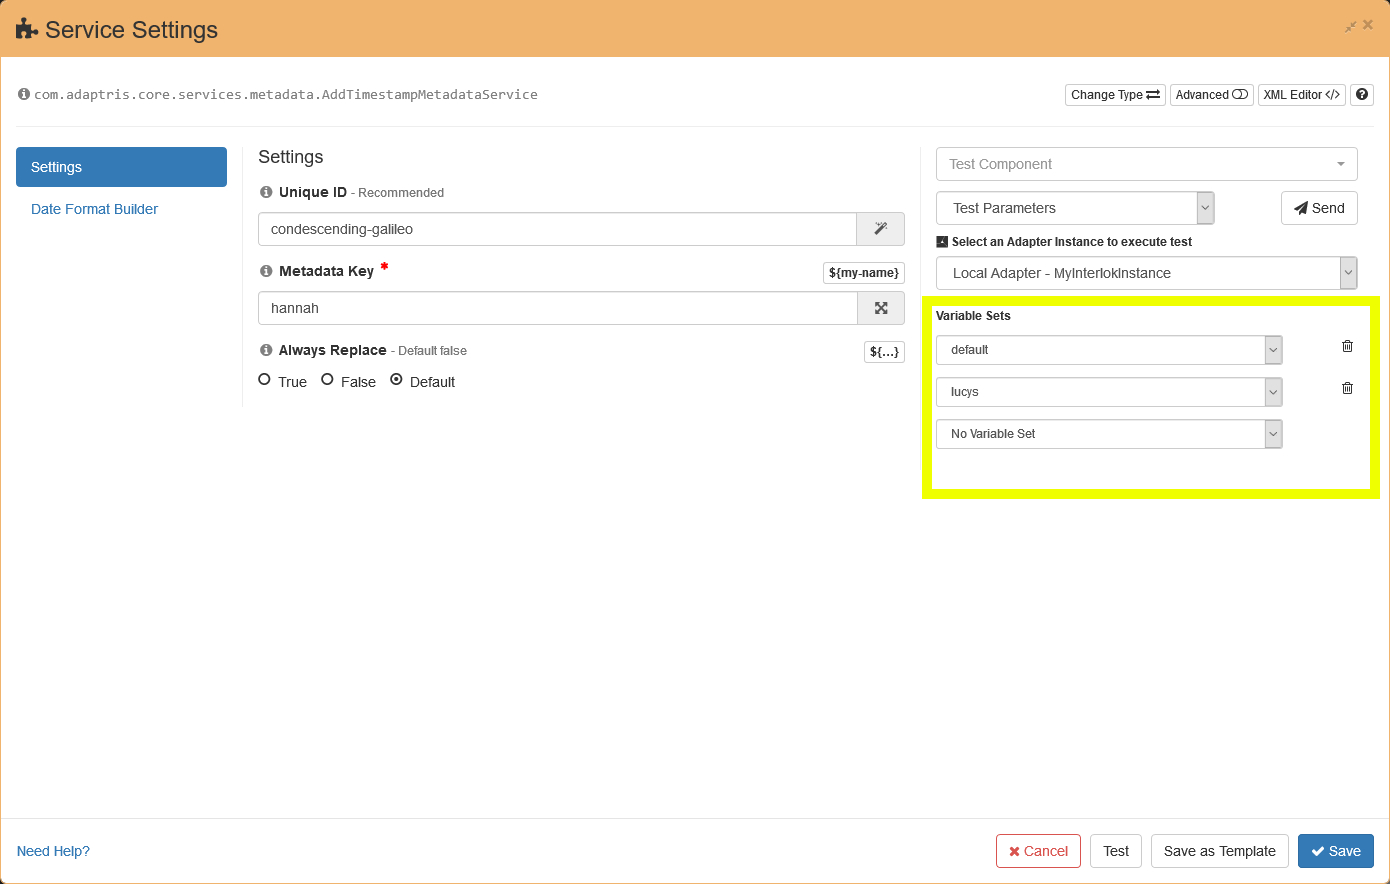 Service Settings
com.adaptris.core.services.metadata.AddTimestampMetadataService
Change Type
Advanced
XML Editor </>
Settings
Date Format Builder
Settings
Unique ID - Recommended
condescending-galileo
Metadata Key *
${my-name}
hannah
Always Replace - Default false
${...}
True
False
Default
Test Component
Test Parameters
Send
Select an Adapter Instance to execute test
Local Adapter - MyInterlokInstance
Variable Sets
default
lucys
No Variable Set
Need Help?
Cancel
Test
Save as Template
Save